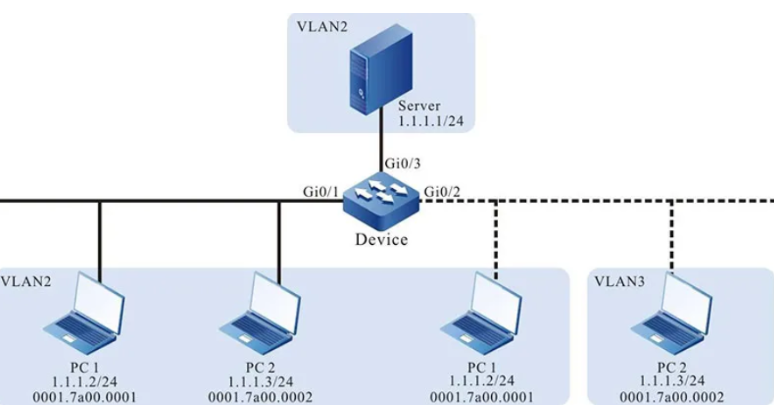 VLAN2
Server
1.1.1.1/24
Gi0/3
Gi0/1
Gi0/2
Device
VLAN2
VLAN3
PC 1
PC 2
PC 1
PC 2
1.1.1.2/24
1.1.1.3/24
1.1.1.2/24
1.1.1.3/24
0001.7a00.0001
0001.7a00.0002
0001.7a00.0001
0001.7a00.0002